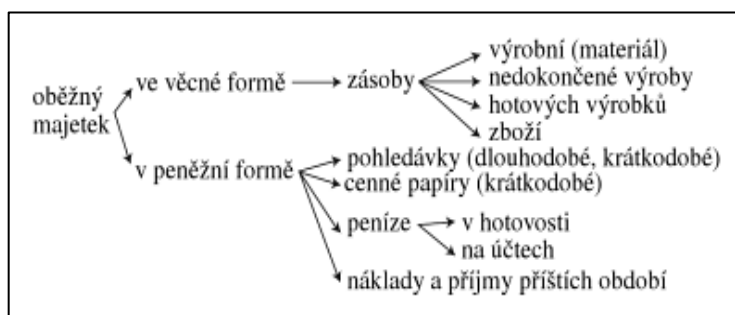 oběžný
majetek
ve věcné formě
zásoby
výrobní (materiál)
nedokončené výroby
hotových výrobků
zboží
v peněžní formě
pohledávky (dlouhodobé, krátkodobé)
cenné papíry (krátkodobé)
peníze
v hotovosti
na účtech
náklady a příjmy příštích období